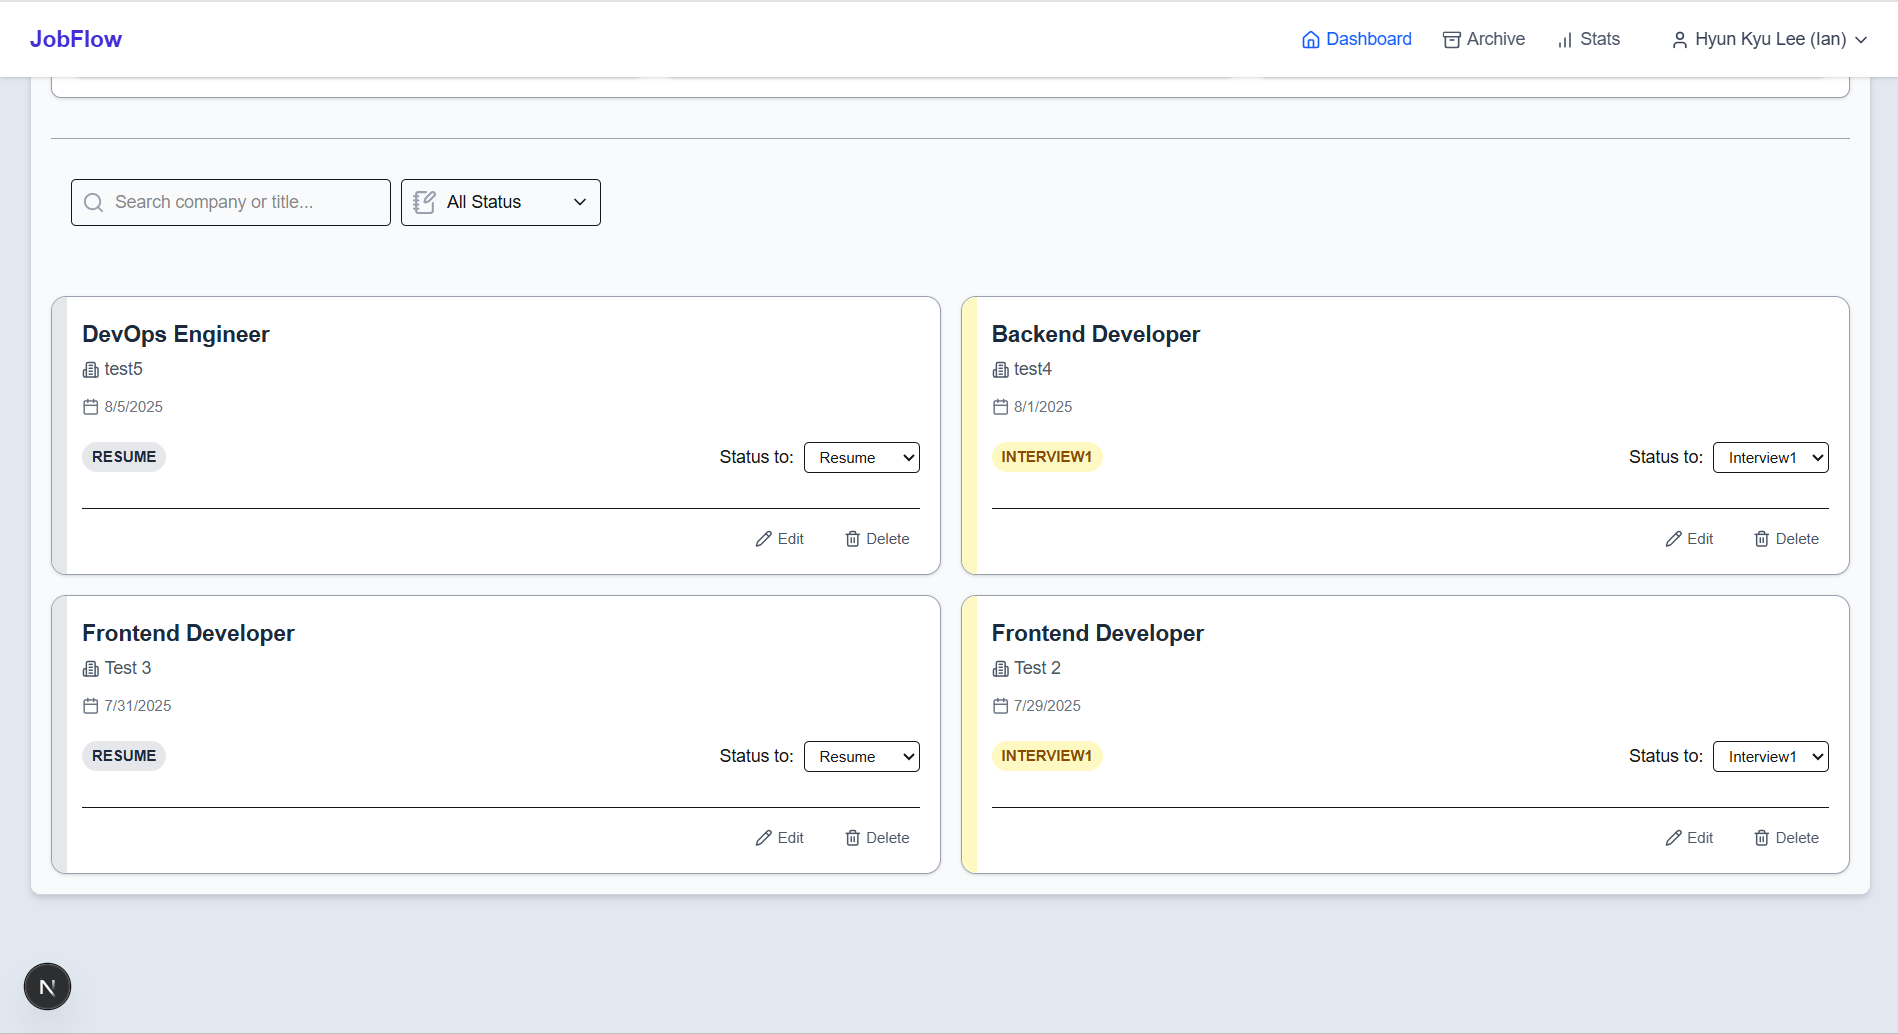 JobFlow
Dashboard
Archive
Stats
Hyun Kyu Lee (Ian)
Search company or title...
All Status
DevOps Engineer
test5
8/5/2025
RESUME
Status to:
Resume
Edit
Delete
Backend Developer
test4
8/1/2025
INTERVIEW1
Status to:
Interview1
Edit
Delete
Frontend Developer
Test 3
7/31/2025
RESUME
Status to:
Resume
Edit
Delete
Frontend Developer
Test 2
7/29/2025
INTERVIEW1
Status to:
Interview1
Edit
Delete
N